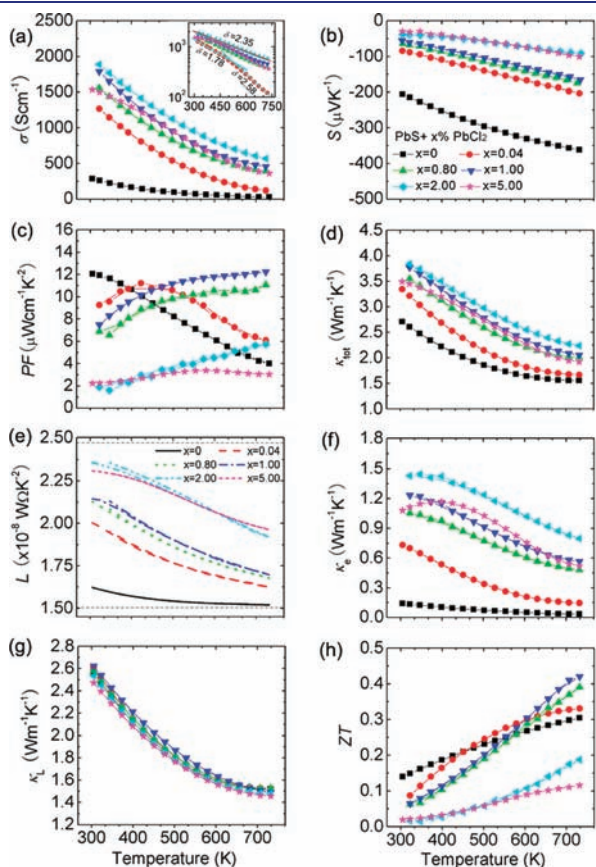 (a)
2500
2000
1500
1000
500
0
σ (Scm⁻¹)
10³
10²
300 450 600 750
δ=2.35
δ=1.78
δ=2.58
(b)
0
-100
-200
-300
-400
-500
S (μVK⁻¹)
PbS+ x% PbCl₂
x=0 x=0.04
x=0.80 x=1.00
x=2.00 x=5.00
(c)
16
14
12
10
8
6
4
2
0
PF (μWcm⁻¹K⁻²)
(d)
4.5
4.0
3.5
3.0
2.5
2.0
1.5
1.0
κtot (Wm⁻¹K⁻¹)
(e)
2.50
2.25
2.00
1.75
1.50
L (x10⁻⁸ WΩK⁻²)
x=0 x=0.04
x=0.80 x=1.00
x=2.00 x=5.00
(f)
1.8
1.5
1.2
0.9
0.6
0.3
0.0
κe (Wm⁻¹K⁻¹)
(g)
2.8
2.6
2.4
2.2
2.0
1.8
1.6
1.4
1.2
κL (Wm⁻¹K⁻¹)
300 400 500 600 700
Temperature (K)
(h)
0.5
0.4
0.3
0.2
0.1
0.0
ZT
300 400 500 600 700
Temperature (K)